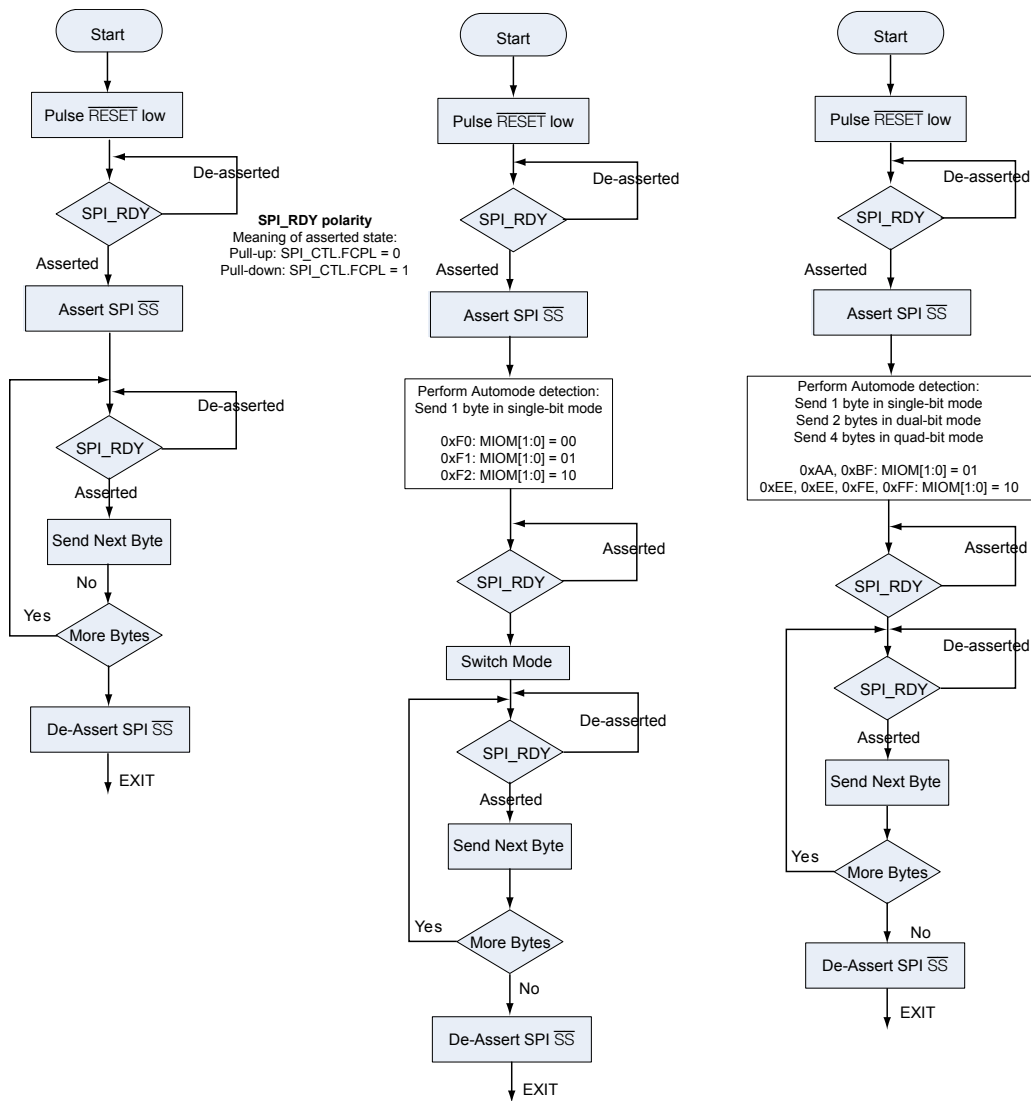 Start
Pulse RESET low
De-asserted
SPI_RDY
Asserted
Assert SPI SS
De-asserted
SPI_RDY
Asserted
Send Next Byte
No
Yes
More Bytes
De-Assert SPI SS
EXIT
SPI_RDY polarity
Meaning of asserted state:
Pull-up: SPI_CTL.FCPL = 0
Pull-down: SPI_CTL.FCPL = 1
Start
Pulse RESET low
De-asserted
SPI_RDY
Asserted
Assert SPI SS
Perform Automode detection:
Send 1 byte in single-bit mode
0xF0: MIOM[1:0] = 00
0xF1: MIOM[1:0] = 01
0xF2: MIOM[1:0] = 10
Asserted
SPI_RDY
Switch Mode
De-asserted
SPI_RDY
Asserted
Send Next Byte
Yes
More Bytes
No
De-Assert SPI SS
EXIT
Start
Pulse RESET low
De-asserted
SPI_RDY
Asserted
Assert SPI SS
Perform Automode detection:
Send 1 byte in single-bit mode
Send 2 bytes in dual-bit mode
Send 4 bytes in quad-bit mode
0xAA, 0xBF: MIOM[1:0] = 01
0xEE, 0xEE, 0xFE, 0xFF: MIOM[1:0] = 10
Asserted
SPI_RDY
De-asserted
SPI_RDY
Asserted
Send Next Byte
Yes
More Bytes
No
De-Assert SPI SS
EXIT